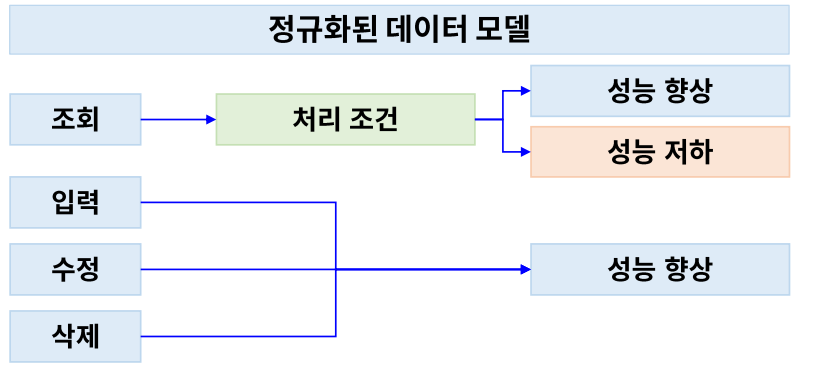 정규화된 데이터 모델
조회
처리 조건
성능 향상
성능 저하
입력
수정
성능 향상
삭제